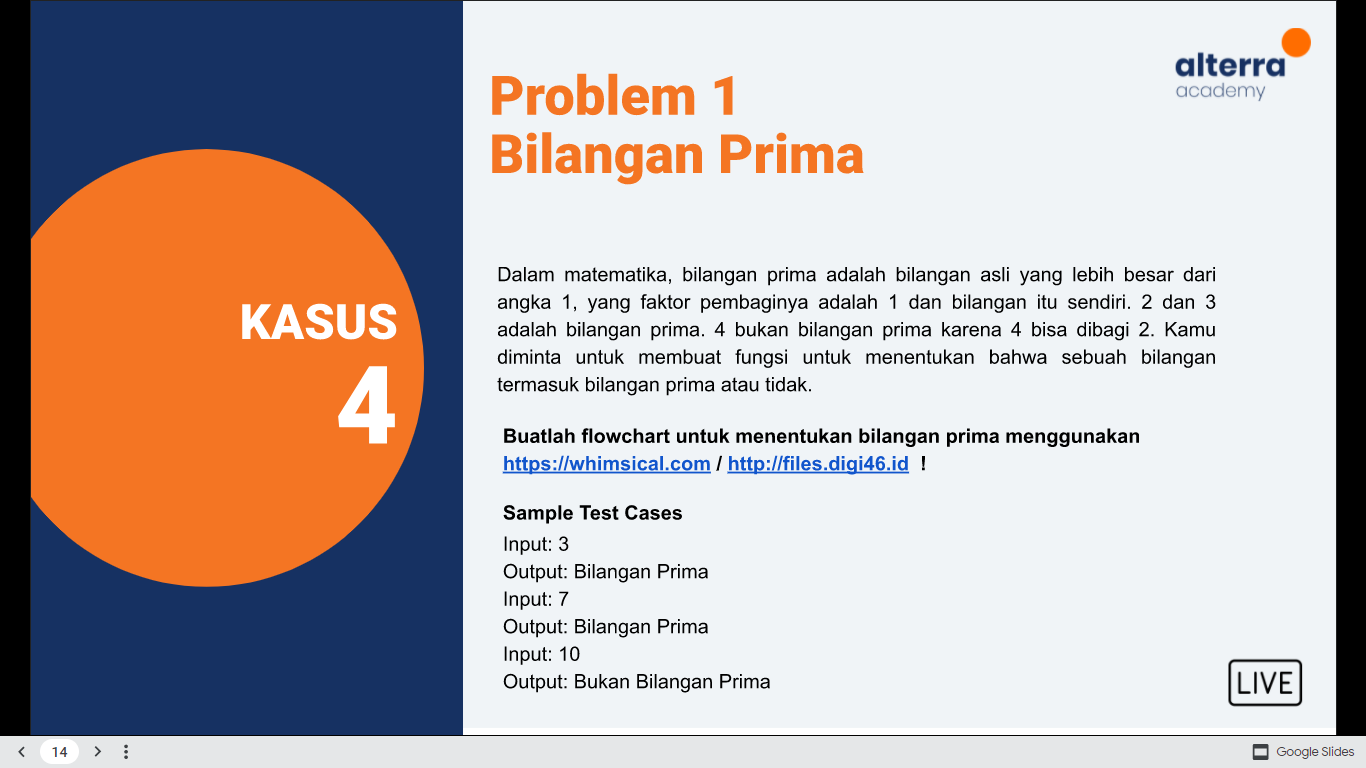 alterra
academy
Problem 1
Bilangan Prima
KASUS
4
Dalam matematika, bilangan prima adalah bilangan asli yang lebih besar dari
angka 1, yang faktor pembaginya adalah 1 dan bilangan itu sendiri. 2 dan 3
adalah bilangan prima. 4 bukan bilangan prima karena 4 bisa dibagi 2. Kamu
diminta untuk membuat fungsi untuk menentukan bahwa sebuah bilangan
termasuk bilangan prima atau tidak.
Buatlah flowchart untuk menentukan bilangan prima menggunakan
https://whimsical.com / http://files.digi46.id !
Sample Test Cases
Input: 3
Output: Bilangan Prima
Input: 7
Output: Bilangan Prima
Input: 10
Output: Bukan Bilangan Prima
LIVE
14
Google Slides